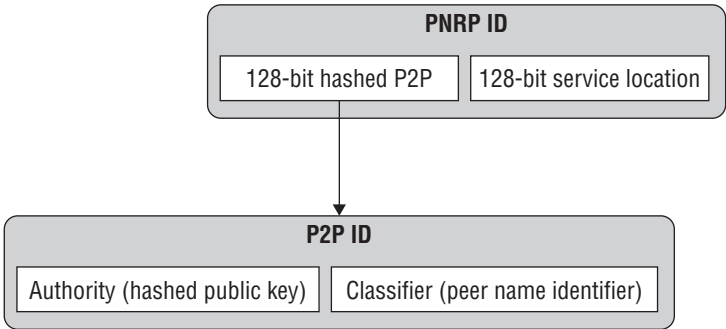 PNRP ID
128-bit hashed P2P
128-bit service location
P2P ID
Authority (hashed public key)
Classifier (peer name identifier)